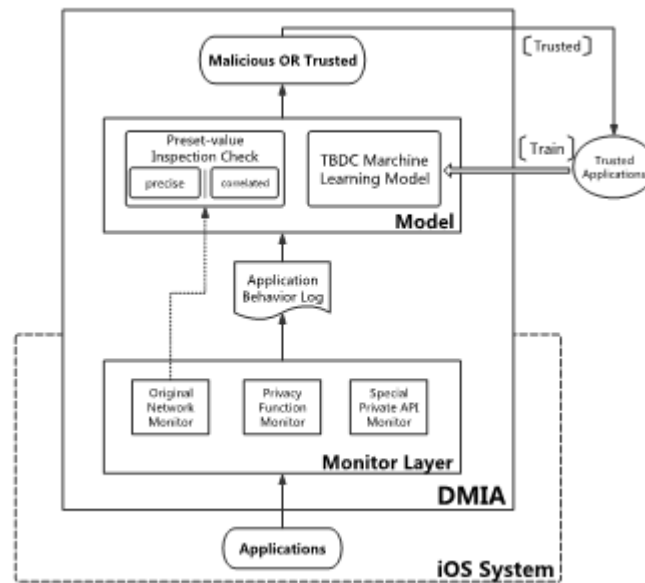 Malicious OR Trusted
[Trusted]
Preset-value
Inspection Check
precise
correlated
TBDC Marchine
Learning Model
Model
[Train]
Trusted
Applications
Application
Behavior Log
Original
Network
Monitor
Privacy
Function
Monitor
Special
Private API
Monitor
Monitor Layer
DMIA
Applications
iOS System